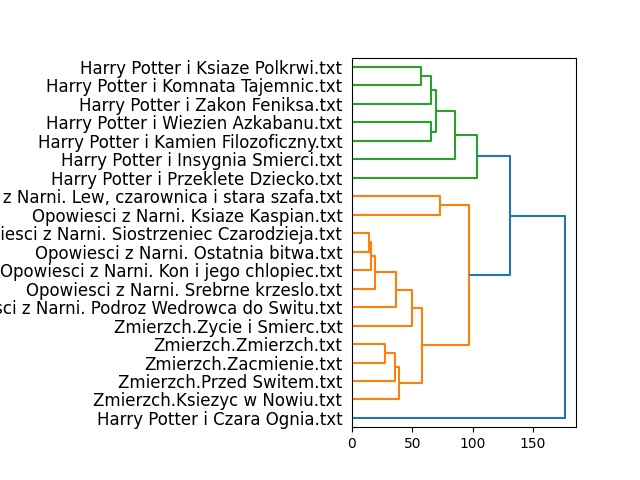 Harry Potter i Ksiaze Polkrwi.txt
Harry Potter i Komnata Tajemnic.txt
Harry Potter i Zakon Feniksa.txt
Harry Potter i Wiezien Azkabanu.txt
Harry Potter i Kamien Filozoficzny.txt
Harry Potter i Insygnia Smierci.txt
Harry Potter i Przeklete Dziecko.txt
z Narni. Lew, czarownica i stara szafa.txt
Opowiesci z Narni. Ksiaze Kaspian.txt
iesci z Narni. Siostrzeniec Czarodzieja.txt
Opowiesci z Narni. Ostatnia bitwa.txt
Opowiesci z Narni. Kon i jego chlopiec.txt
Opowiesci z Narni. Srebrne krzeslo.txt
sci z Narni. Podroz Wedrowca do Switu.txt
Zmierzch.Zycie i Smierc.txt
Zmierzch.Zmierzch.txt
Zmierzch.Zacmienie.txt
Zmierzch.Przed Switem.txt
Zmierzch.Ksiezyc w Nowiu.txt
Harry Potter i Czara Ognia.txt
0 50 100 150